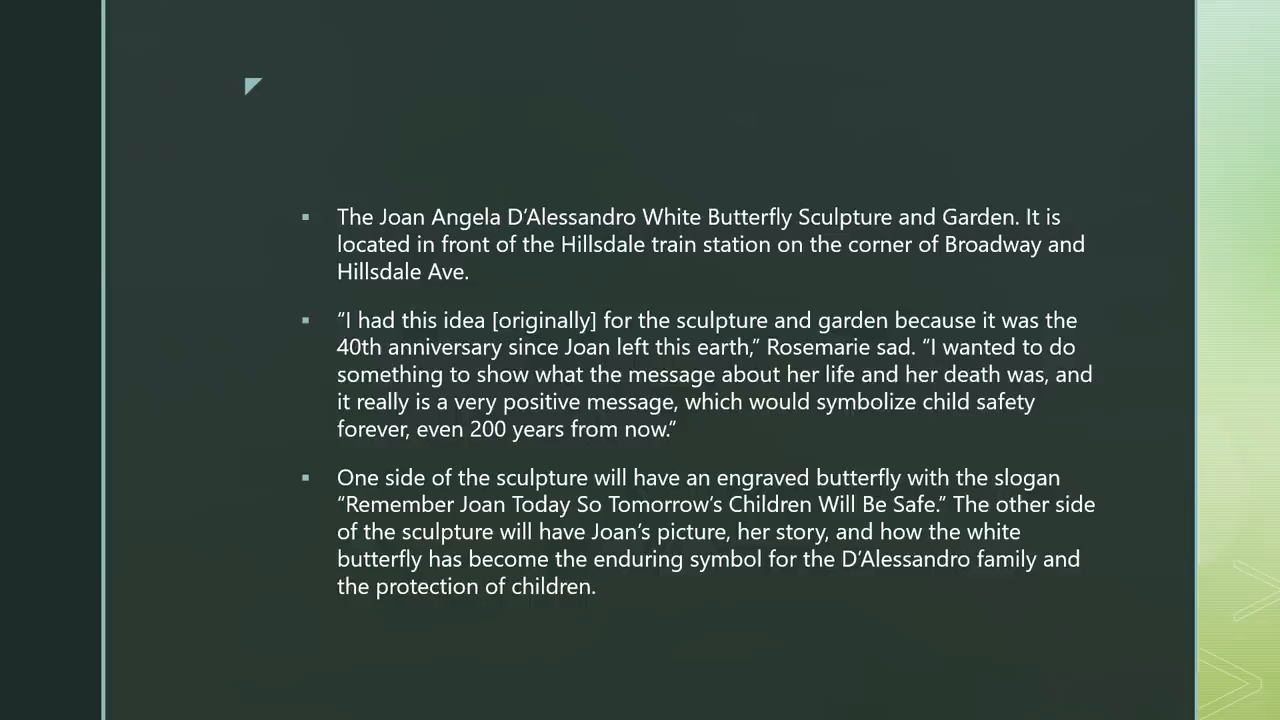 The Joan Angela D’Alessandro White Butterfly Sculpture and Garden. It is
located in front of the Hillsdale train station on the corner of Broadway and
Hillsdale Ave.
“I had this idea [originally] for the sculpture and garden because it was the
40th anniversary since Joan left this earth,” Rosemarie sad. “I wanted to do
something to show what the message about her life and her death was, and
it really is a very positive message, which would symbolize child safety
forever, even 200 years from now.”
One side of the sculpture will have an engraved butterfly with the slogan
“Remember Joan Today So Tomorrow’s Children Will Be Safe.” The other side
of the sculpture will have Joan’s picture, her story, and how the white
butterfly has become the enduring symbol for the D’Alessandro family and
the protection of children.